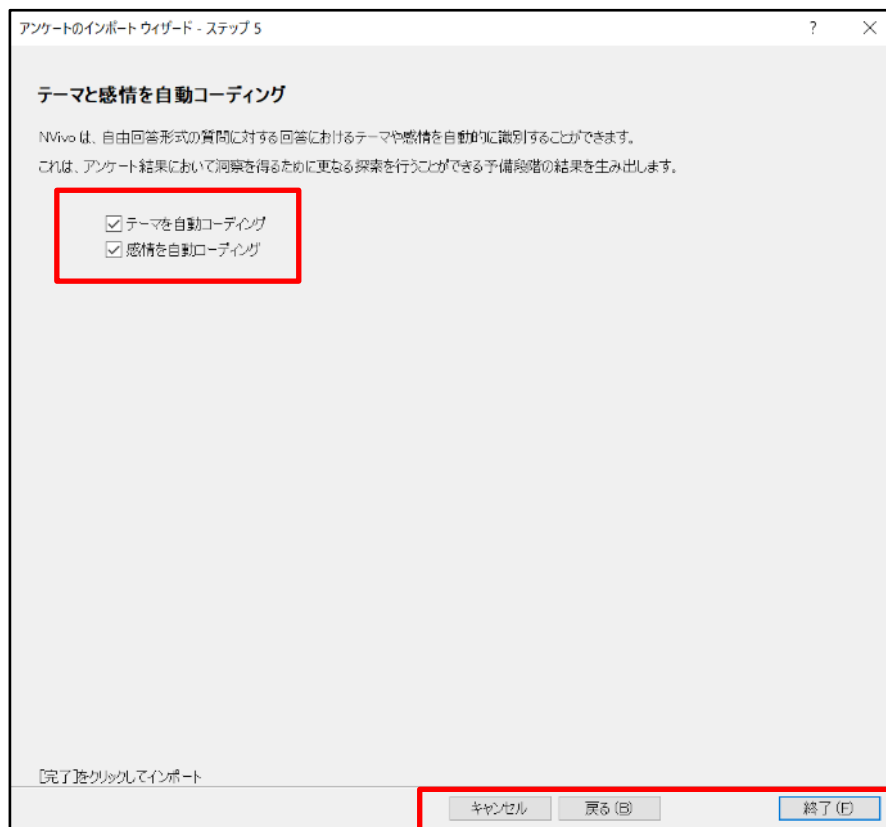 アンケートのインポート ウィザード - ステップ 5 ?
テーマと感情を自動コーディング
NVivo は、自由回答形式の質問に対する回答におけるテーマや感情を自動的に識別することができます。
これは、アンケート結果において洞察を得るために更なる探索を行うことができる予備段階の結果を生み出します。
テーマを自動コーディング
感情を自動コーディング
[完了]をクリックしてインポート
キャンセル 戻る (B) 終了 (F)